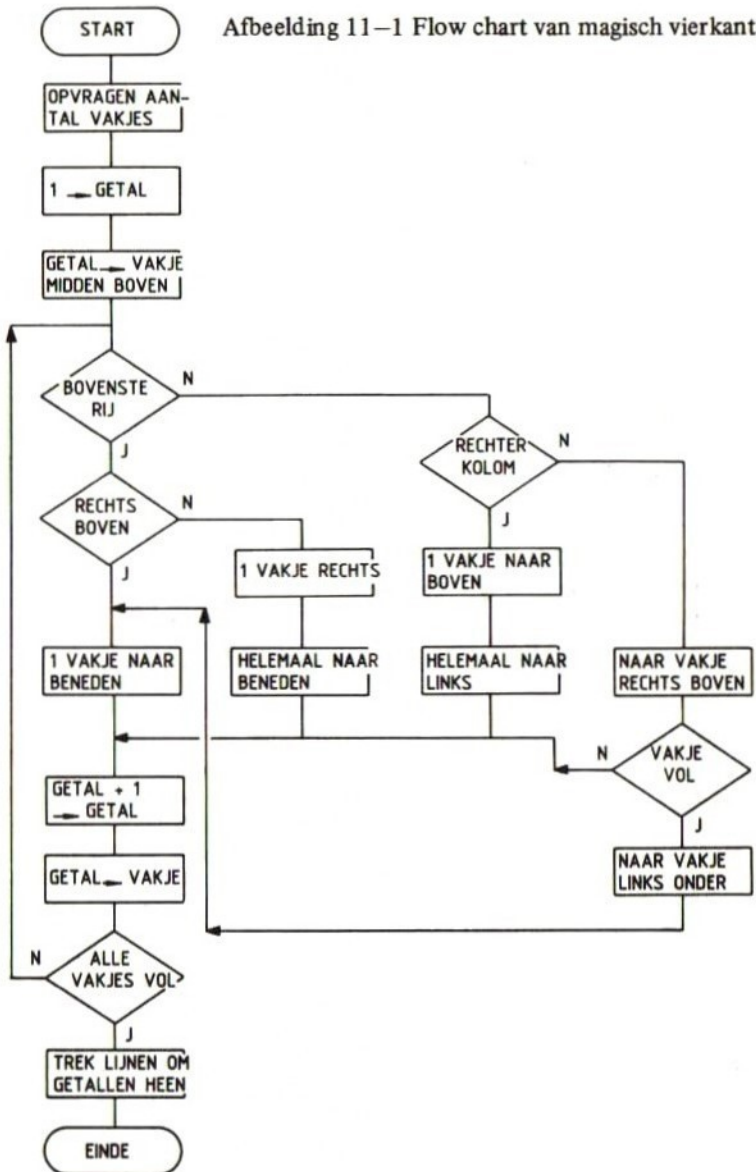 START
Afbeelding 11–1 Flow chart van magisch vierkant
OPVRAGEN AAN-
TAL VAKJES
1 → GETAL
GETAL → VAKJE
MIDDEN BOVEN
BOVENSTE
RIJ
N
J
RECHTER
KOLOM
N
J
RECHTS
BOVEN
N
J
1 VAKJE RECHTS
1 VAKJE NAAR
BOVEN
1 VAKJE NAAR
BENEDEN
HELEMAAL NAAR
BENEDEN
HELEMAAL NAAR
LINKS
NAAR VAKJE
RECHTS BOVEN
VAKJE
VOL
N
J
GETAL + 1
→ GETAL
GETAL → VAKJE
NAAR VAKJE
LINKS ONDER
ALLE
VAKJES VOL
N
J
TREK LIJNEN OM
GETALLEN HEEN
EINDE